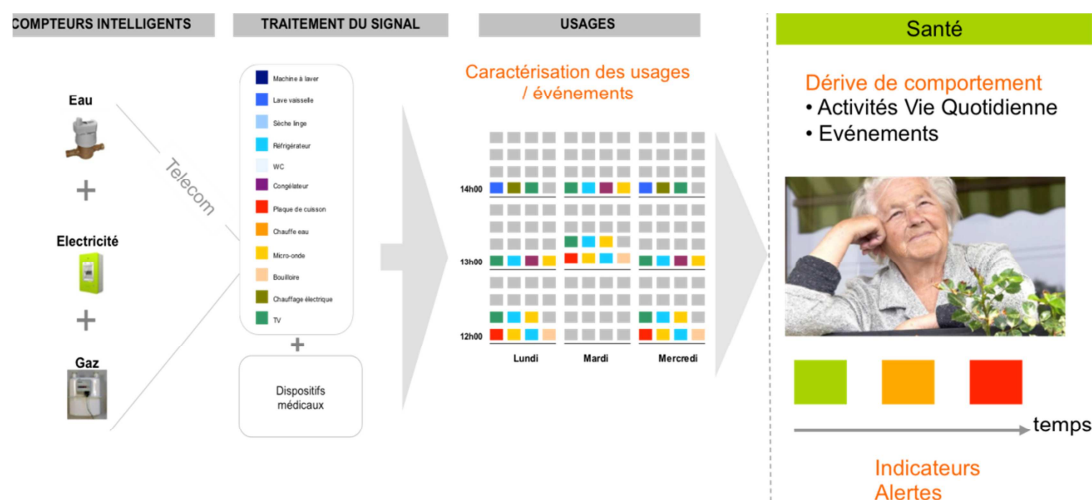 COMPTEURS INTELLIGENTS
TRAITEMENT DU SIGNAL
USAGES
Santé
Eau
+
Electricité
+
Gaz
Telecom
Machine à laver
Lave vaisselle
Sèche linge
Réfrigérateur
WC
Congélateur
Plaque de cuisson
Chauffe eau
Micro-onde
Bouilloire
Chauffage électrique
TV
+
Dispositifs
médicaux
Caractérisation des usages
/ événements
14h00
13h00
12h00
Lundi
Mardi
Mercredi
Dérive de comportement
• Activités Vie Quotidienne
• Evénements
temps
Indicateurs
Alertes